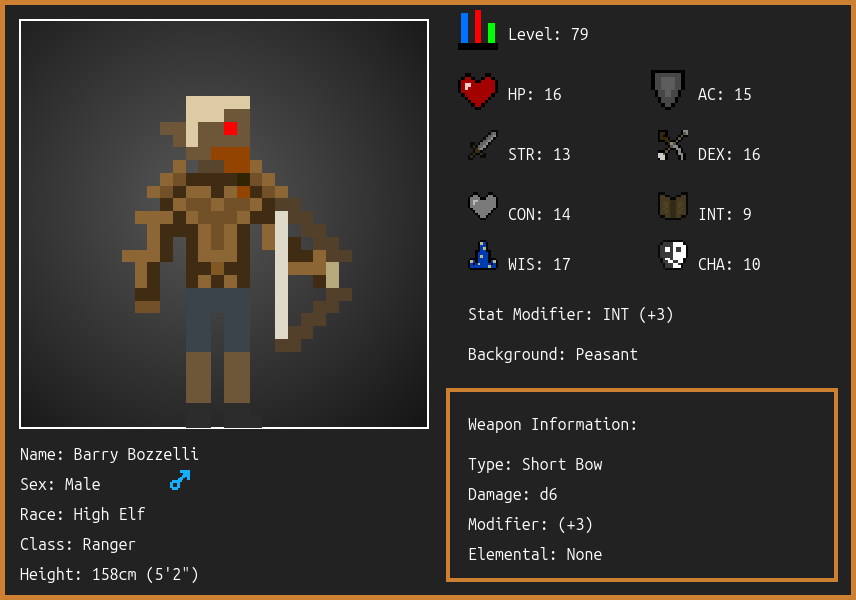 Level: 79
HP: 16
AC: 15
STR: 13
DEX: 16
CON: 14
INT: 9
WIS: 17
CHA: 10
Stat Modifier: INT (+3)
Background: Peasant
Weapon Information:
Type: Short Bow
Damage: d6
Modifier: (+3)
Elemental: None
Name: Barry Bozzelli
Sex: Male
Race: High Elf
Class: Ranger
Height: 158cm (5'2")